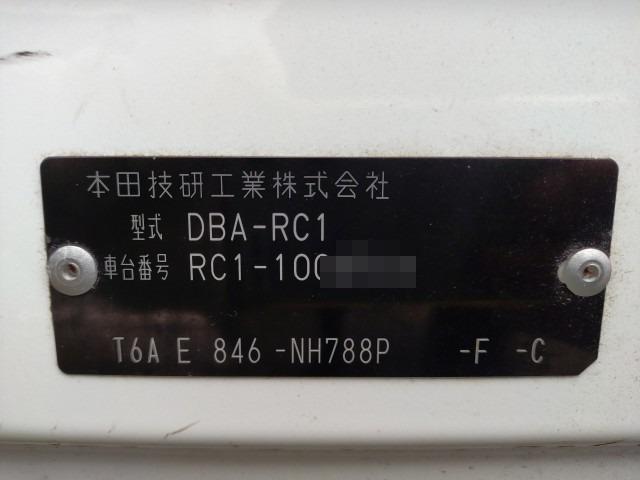 本田技研工業株式会社
型式 DBA-RC1
車台番号 RC1-100
T6A E 846 -NH788P -F -C